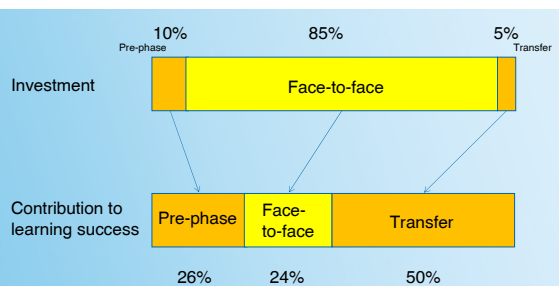 10% 85% 5%
Pre-phase Transfer
Investment Face-to-face
Contribution to
learning success
Pre-phase
Face-
to-face
Transfer
26% 24% 50%